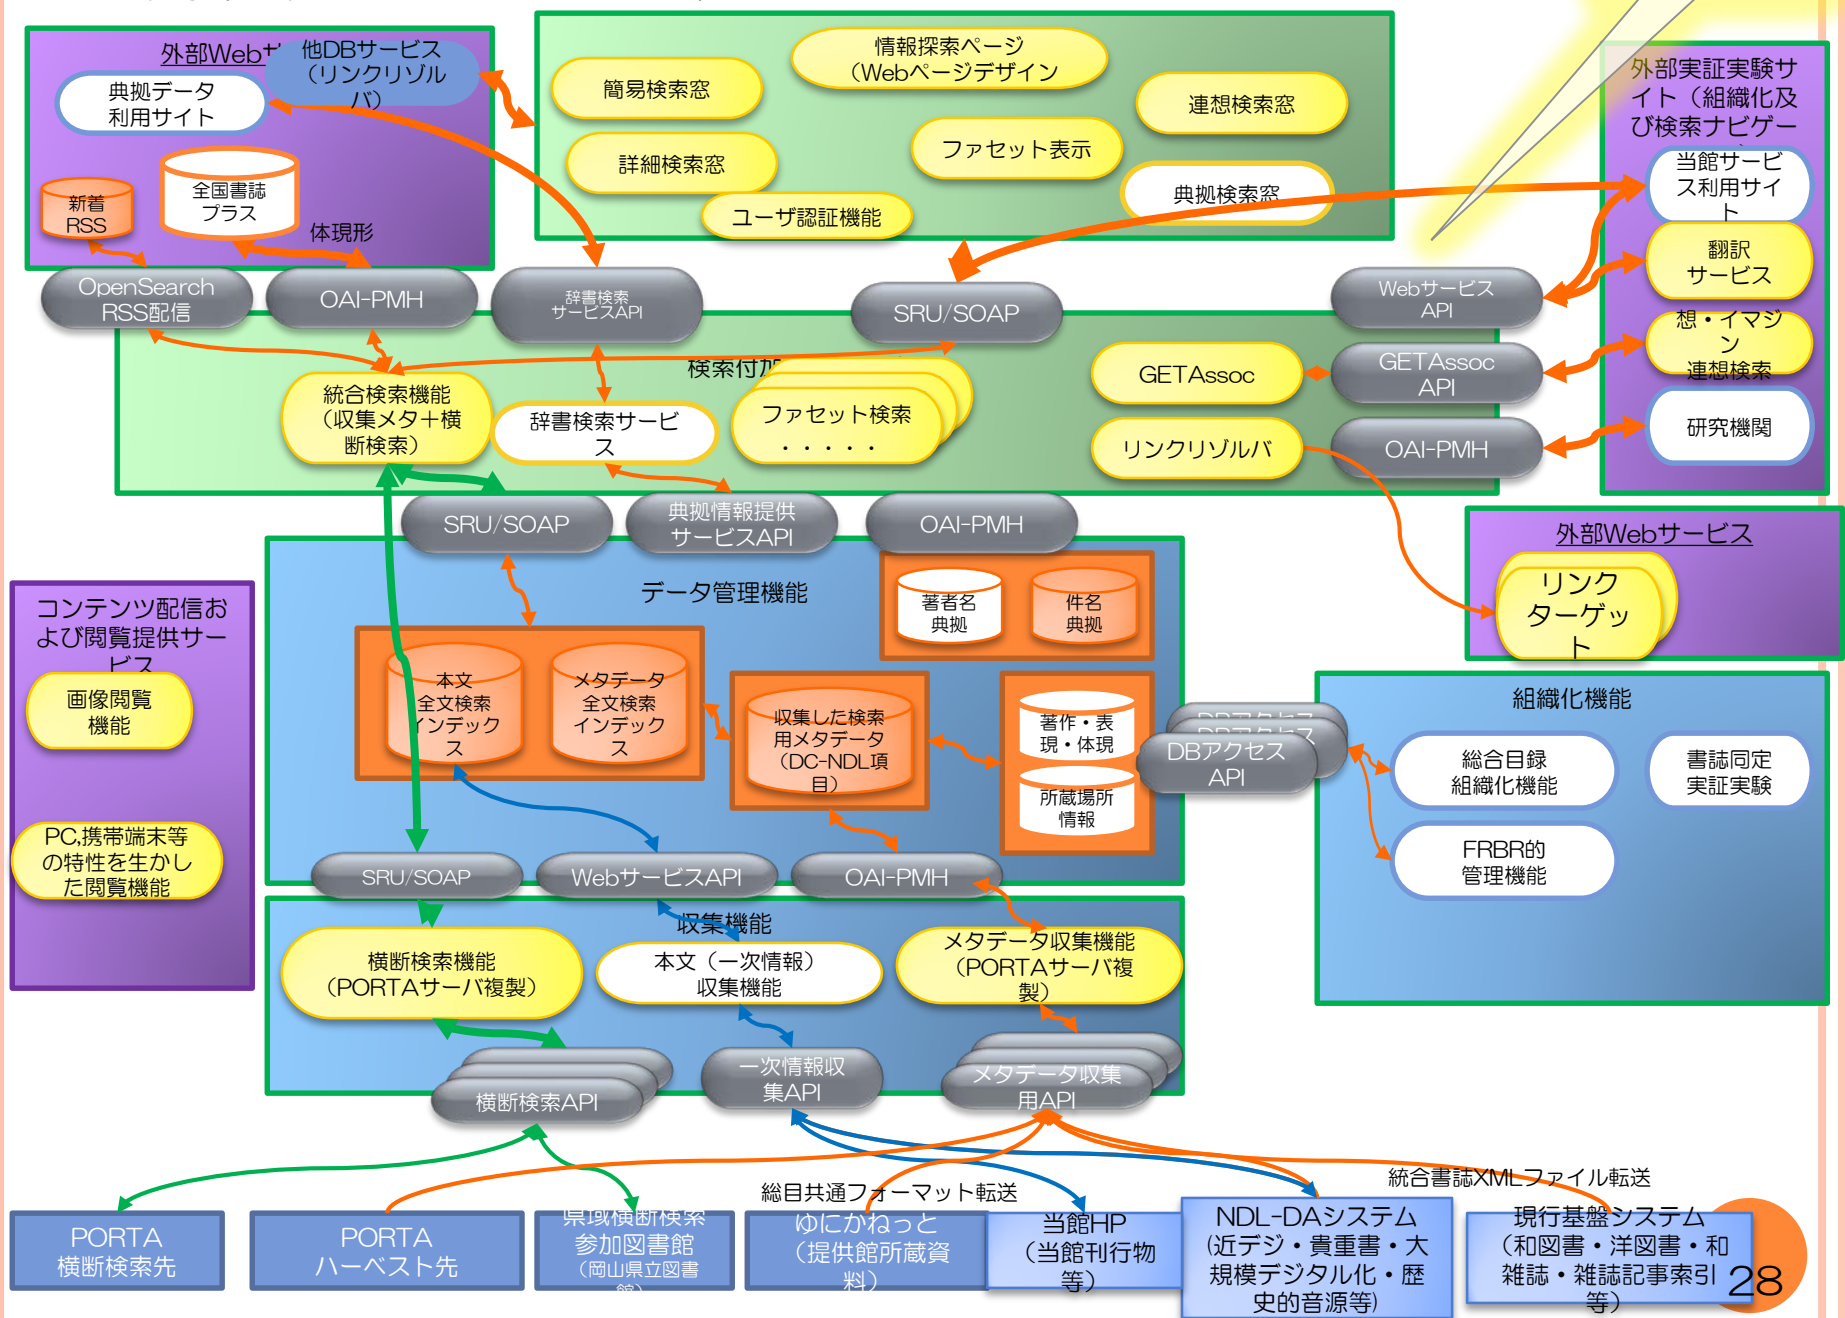 外部Webサ
他DBサービス
（リンクリゾル
バ）
典拠データ
利用サイト
新着
RSS
全国書誌
プラス
体現形
情報探索ページ
（Webページデザイン
簡易検索窓
連想検索窓
詳細検索窓
ファセット表示
典拠検索窓
ユーザ認証機能
外部実証実験サ
イト（組織化及
び検索ナビゲー
当館サービ
ス利用サイ
ト
翻訳
サービス
想・イマジ
ン
連想検索
研究機関
OpenSearch
RSS配信
OAI-PMH
辞書検索
サービスAPI
SRU/SOAP
Webサービス
API
検索付加
統合検索機能
（収集メタ＋横
断検索）
辞書検索サービ
ス
ファセット検索
・・・・・
GETAssoc
GETAssoc
API
リンクリゾルバ
OAI-PMH
SRU/SOAP
典拠情報提供
サービスAPI
OAI-PMH
外部Webサービス
リンク
ターゲッ
ト
コンテンツ配信お
よび閲覧提供サー
ビス
画像閲覧
機能
PC,携帯端末等
の特性を生かし
た閲覧機能
データ管理機能
著者名
典拠
件名
典拠
本文
全文検索
インデック
ス
メタデータ
全文検索
インデック
ス
収集した検索
用メタデータ
（DC-NDL項
目）
著作・表
現・体現
所蔵場所
情報
DBアクセス
DBアクセス
DBアクセス
API
組織化機能
総合目録
組織化機能
書誌同定
実証実験
FRBR的
管理機能
SRU/SOAP
WebサービスAPI
OAI-PMH
収集機能
横断検索機能
（PORTAサーバ複製）
本文（一次情報）
収集機能
メタデータ収集機能
（PORTAサーバ複
製）
横断検索API
一次情報収
集API
メタデータ収集
用API
総目共通フォーマット転送
統合書誌XMLファイル転送
PORTA
横断検索先
PORTA
ハーベスト先
県域横断検索
参加図書館
（岡山県立図書
館）
ゆにかねっと
（提供館所蔵資
料）
当館HP
（当館刊行物
等）
NDL-DAシステム
(近デジ・貴重書・大
規模デジタル化・歴
史的音源等)
現行基盤システム
（和図書・洋図書・和
雑誌・雑誌記事索引
等）
28